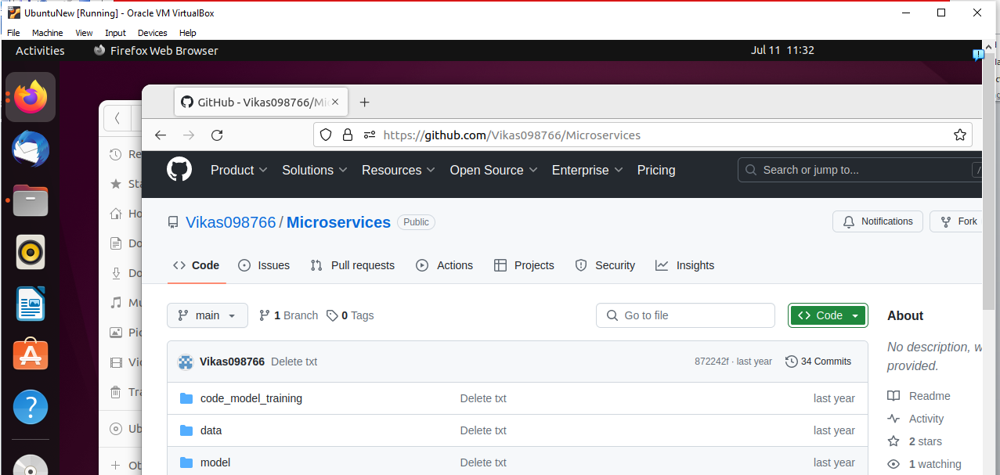 UbuntuNew [Running] - Oracle VM VirtualBox
File Machine View Input Devices Help
Activities Firefox Web Browser Jul 11 11:32
GitHub - Vikas098766/Mi
https://github.com/Vikas098766/Microservices
Product Solutions Resources Open Source Enterprise Pricing Search or jump to... /
Vikas098766 / Microservices Public Notifications Fork
Code Issues Pull requests Actions Projects Security Insights
main 1 Branch 0 Tags Go to file Code About
No description, w
provided.
Vikas098766 Delete txt 872242f · last year 34 Commits
code_model_training Delete txt last year Readme
data Delete txt last year Activity
2 stars
model Delete txt last year 1 watching
Re
Sta
Ho
Do
Do
Mu
Pic
Vid
Tra
Ub
Ot